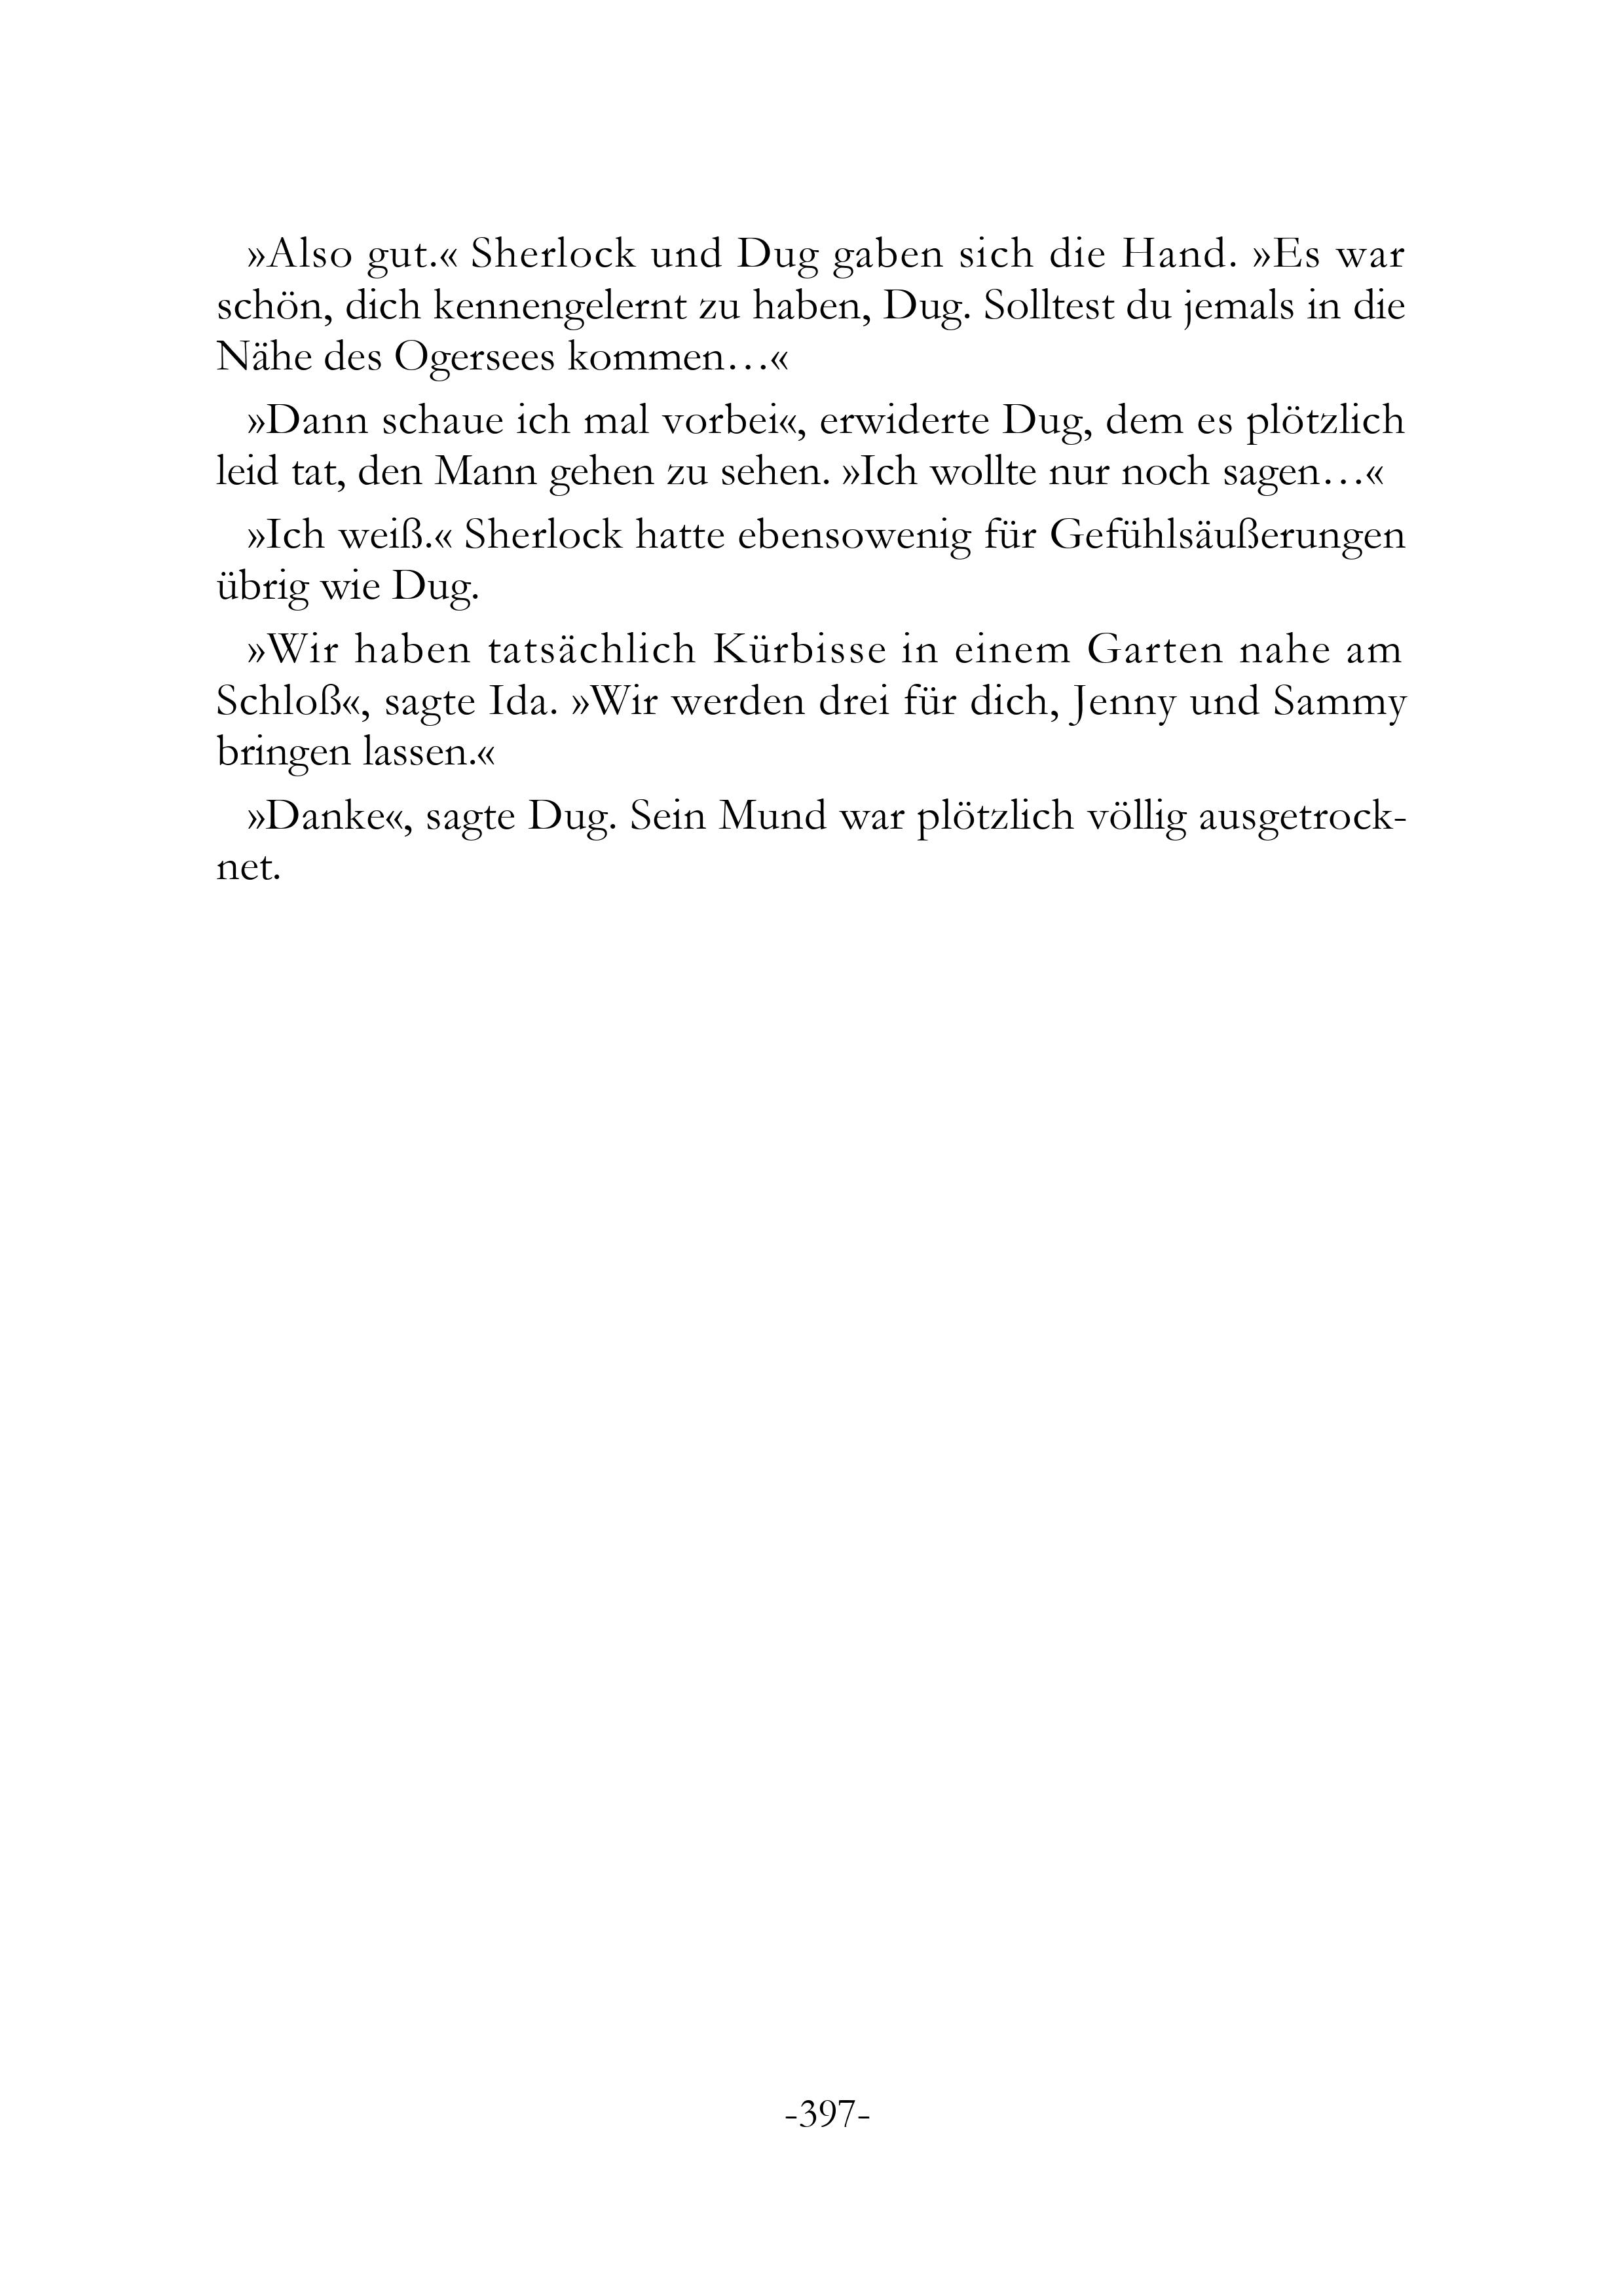 »Also gut.« Sherlock und Dug gaben sich die Hand. »Es war
schön, dich kennengelernt zu haben, Dug. Solltest du jemals in die
Nähe des Ogersees kommen…«
»Dann schaue ich mal vorbei«, erwiderte Dug, dem es plötzlich
leid tat, den Mann gehen zu sehen. »Ich wollte nur noch sagen…«
»Ich weiß.« Sherlock hatte ebensowenig für Gefühlsäußerungen
übrig wie Dug.
»Wir haben tatsächlich Kürbisse in einem Garten nahe am
Schloß«, sagte Ida. »Wir werden drei für dich, Jenny und Sammy
bringen lassen.«
»Danke«, sagte Dug. Sein Mund war plötzlich völlig ausgetrock-
net.
-397-